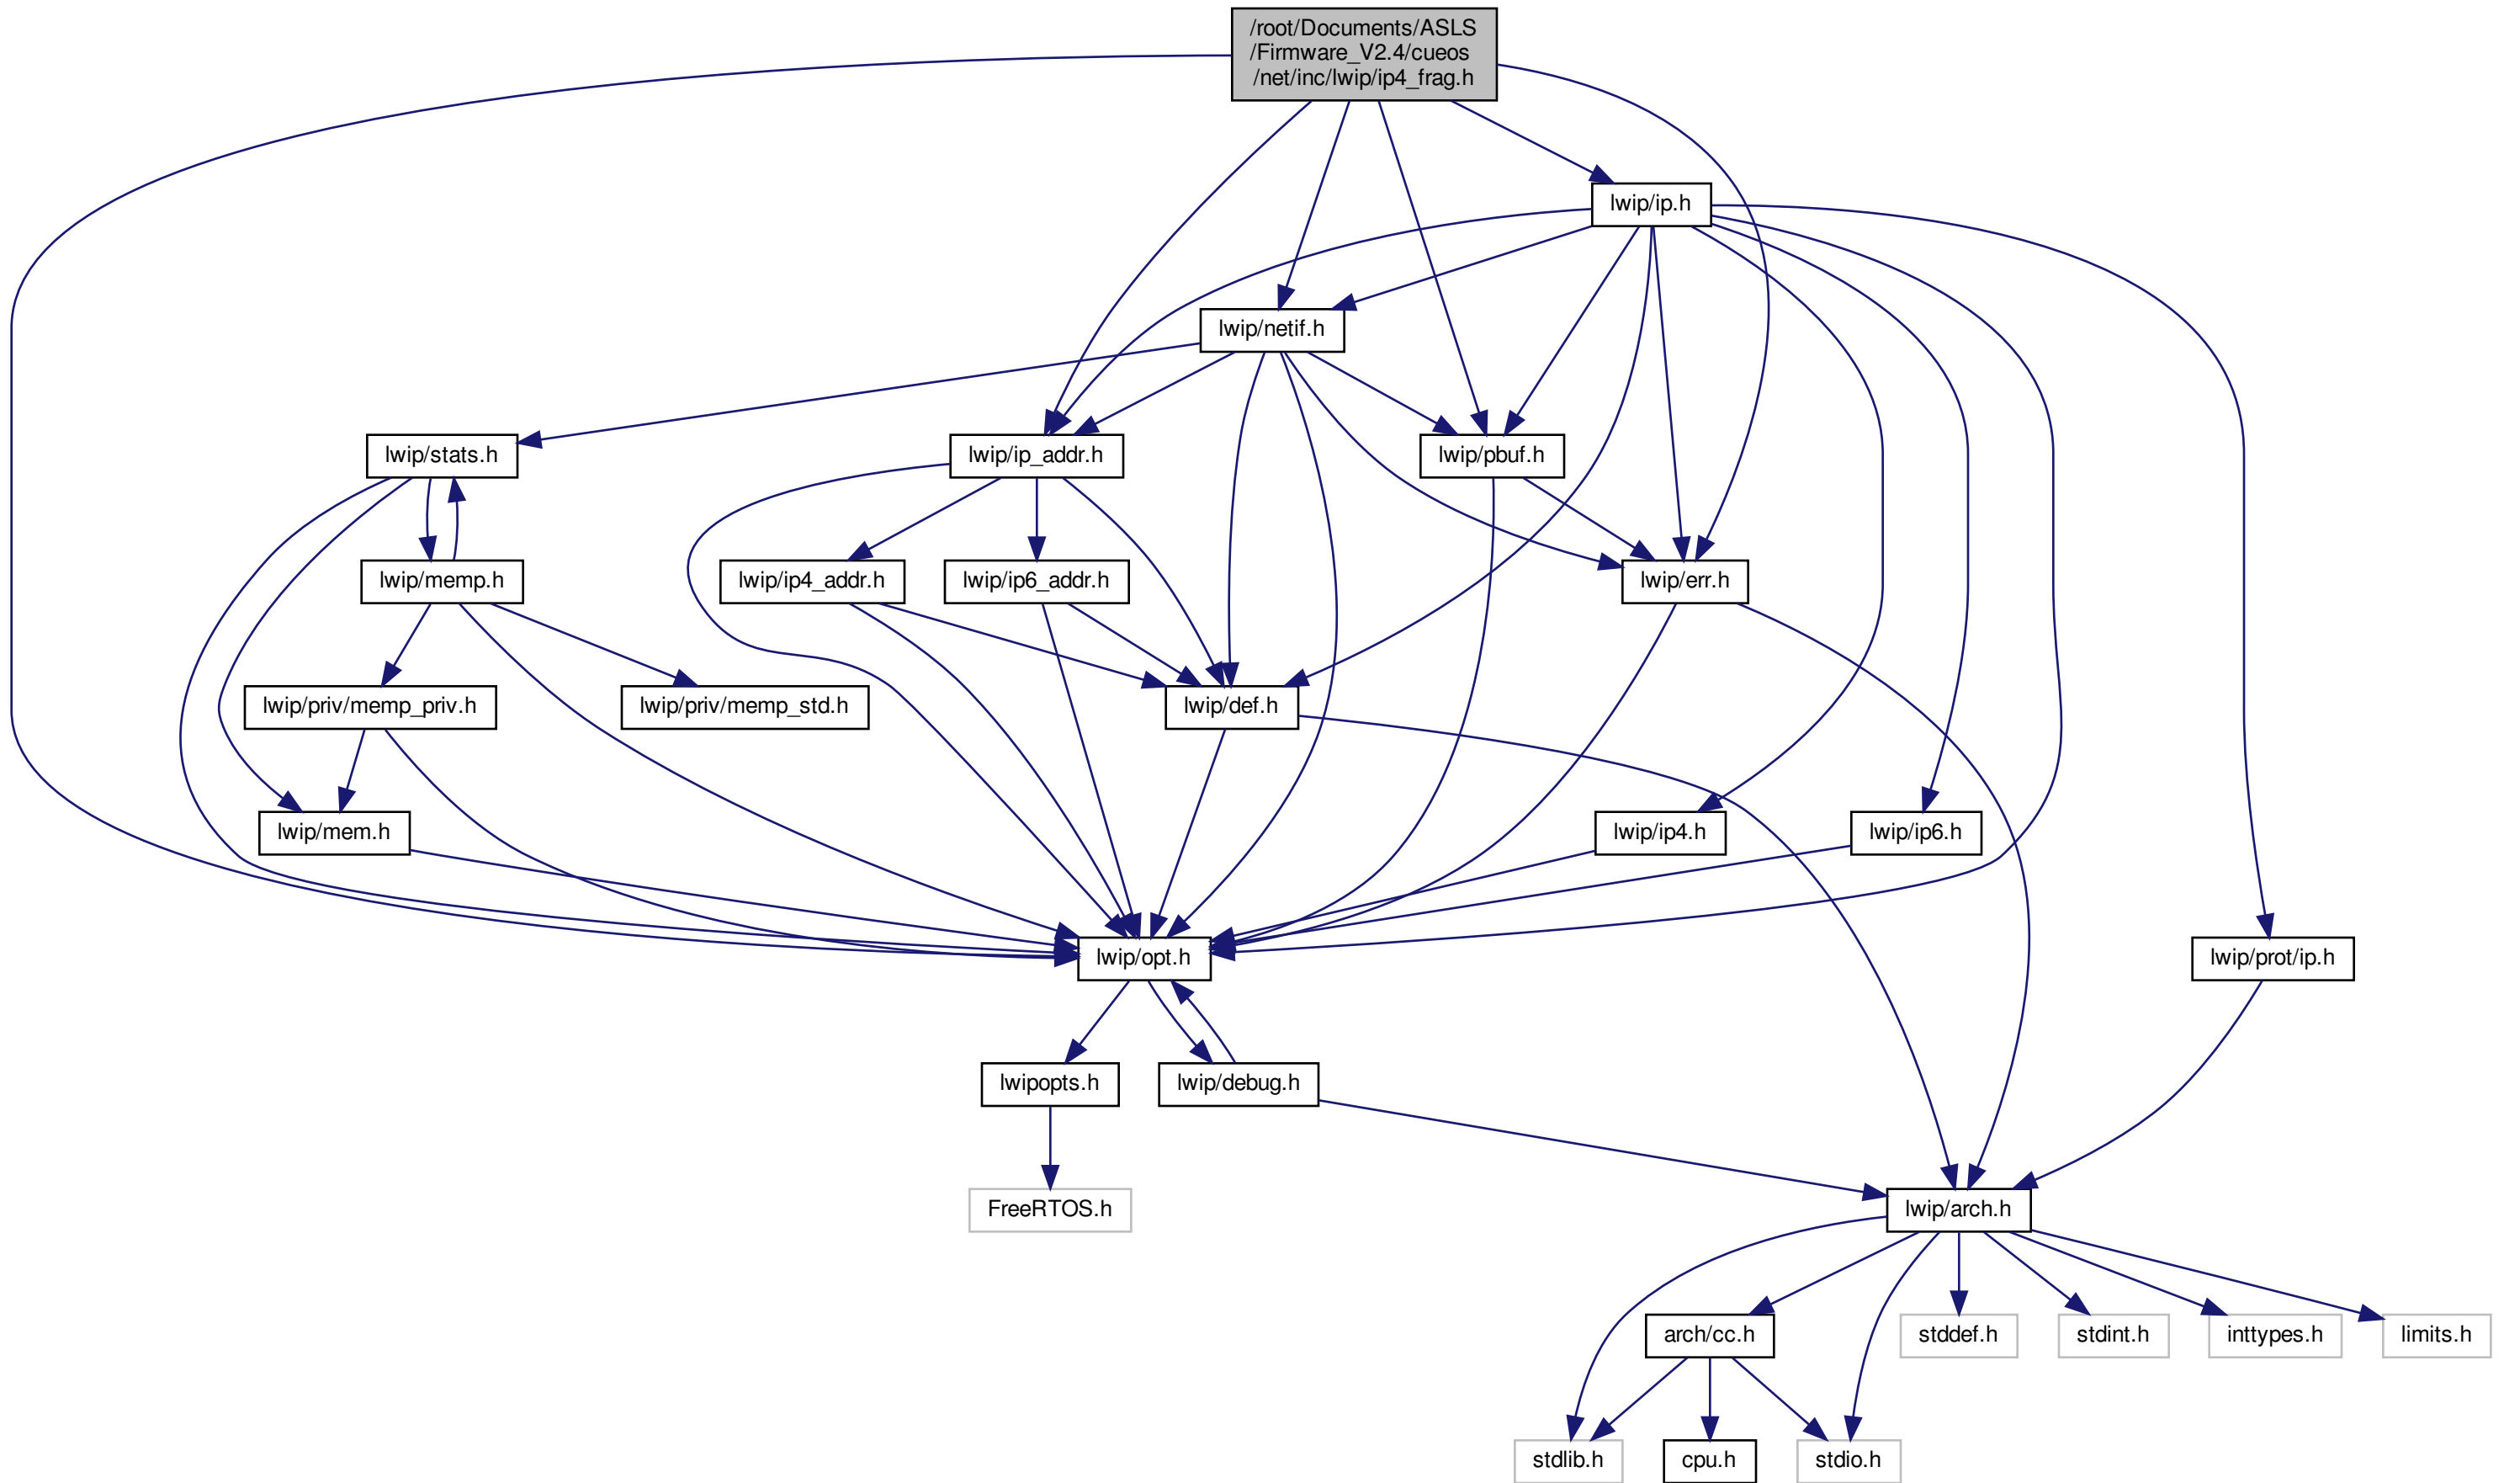 /root/Documents/ASLS
/Firmware_V2.4/cueos
/net/inc/lwip/ip4_frag.h
lwip/ip.h
lwip/netif.h
lwip/stats.h
lwip/ip_addr.h
lwip/pbuf.h
lwip/memp.h
lwip/ip4_addr.h
lwip/ip6_addr.h
lwip/err.h
lwip/priv/memp_priv.h
lwip/priv/memp_std.h
lwip/def.h
lwip/mem.h
lwip/ip4.h
lwip/ip6.h
lwip/opt.h
lwip/prot/ip.h
lwipopts.h
lwip/debug.h
FreeRTOS.h
lwip/arch.h
arch/cc.h
stddef.h
stdint.h
inttypes.h
limits.h
stdlib.h
cpu.h
stdio.h